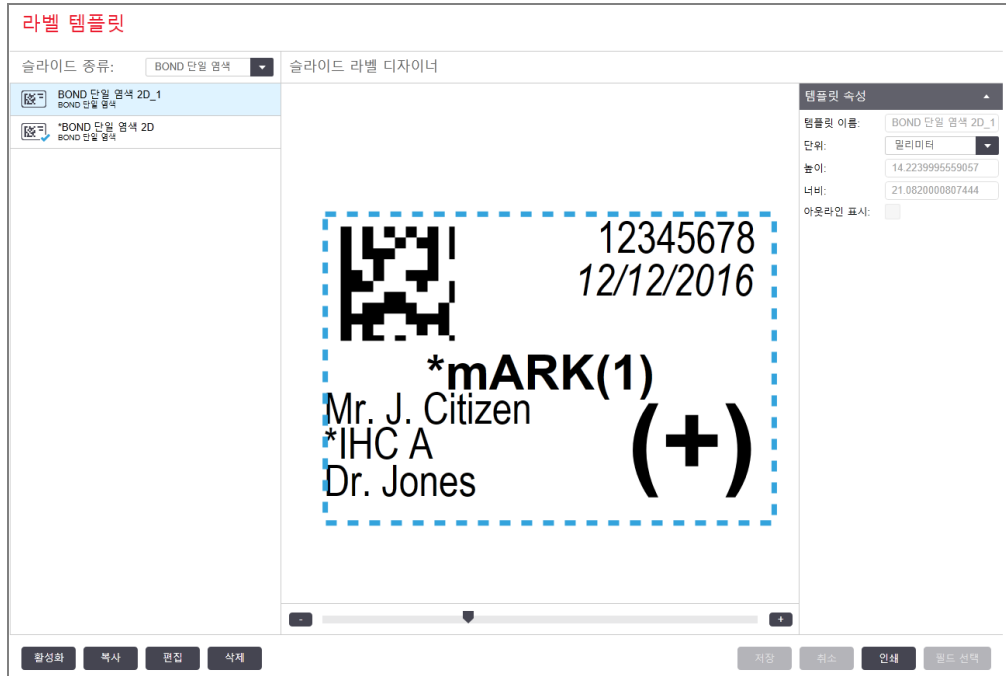 라벨 템플릿
슬라이드 종류:
BOND 단일 염색
슬라이드 라벨 디자이너
BOND 단일 염색 2D_1
BOND 단일 염색
*BOND 단일 염색 2D
BOND 단일 염색
12345678
12/12/2016
*mARK(1)
Mr. J. Citizen
*IHC A
Dr. Jones
(+)
템플릿 속성
템플릿 이름: BOND 단일 염색 2D_1
단위: 밀리미터
높이: 14.2239995559057
너비: 21.0820000807444
아웃라인 표시:
- +
활성화 복사 편집 삭제 저장 취소 인쇄 필드 선택